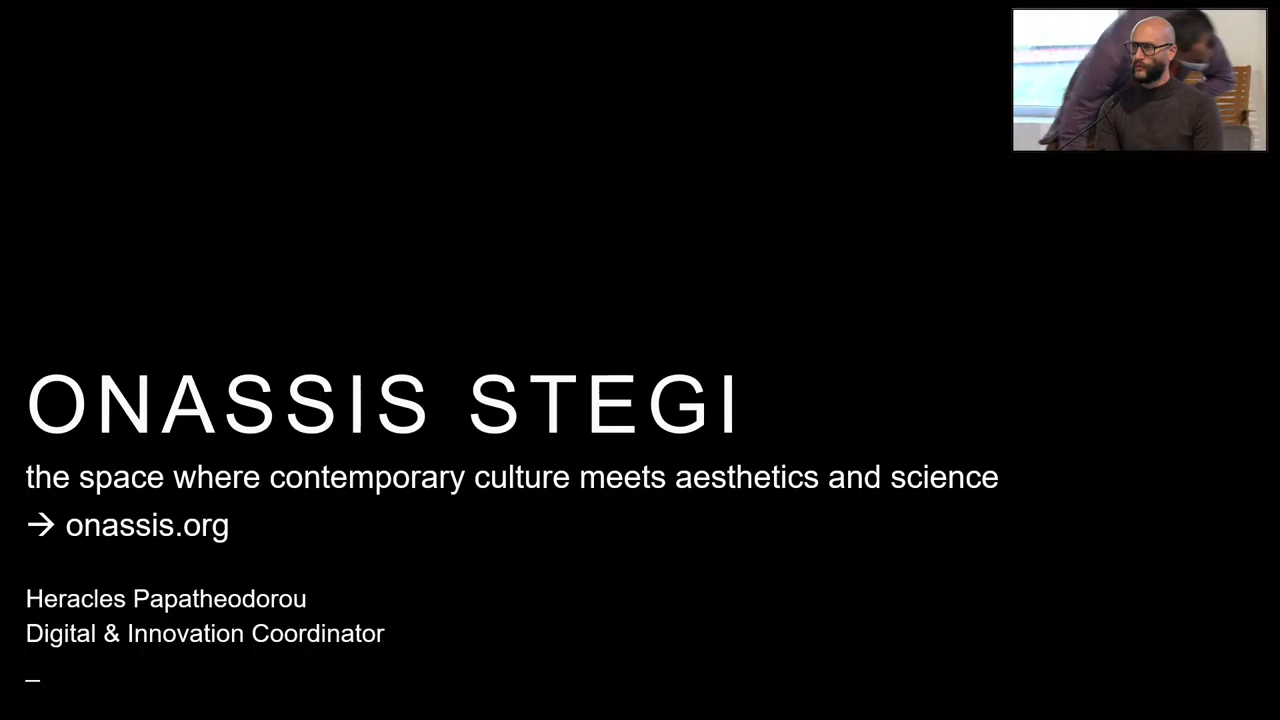 ONASSIS STEGI
the space where contemporary culture meets aesthetics and science
→ onassis.org
Heracles Papatheodorou
Digital & Innovation Coordinator
_